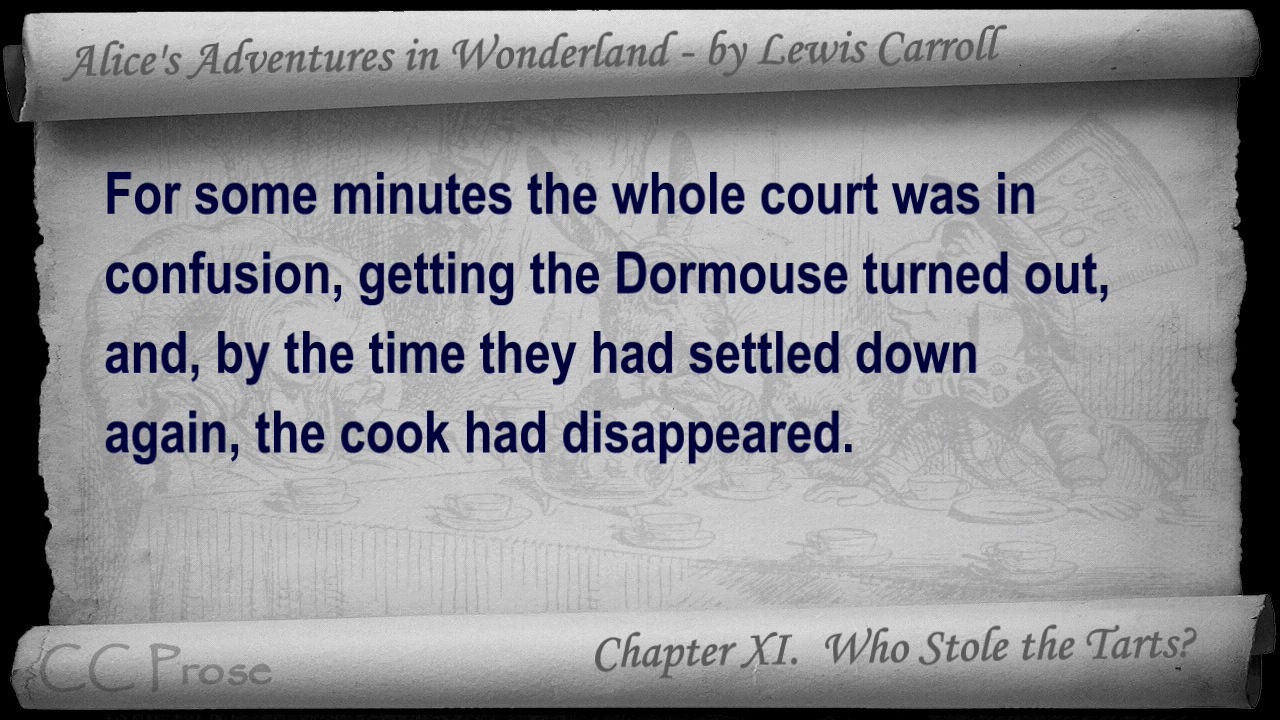 Alice's Adventures in Wonderland - by Lewis Carroll
For some minutes the whole court was in
confusion, getting the Dormouse turned out,
and, by the time they had settled down
again, the cook had disappeared.
Chapter XI. Who Stole the Tarts?
CC Prose